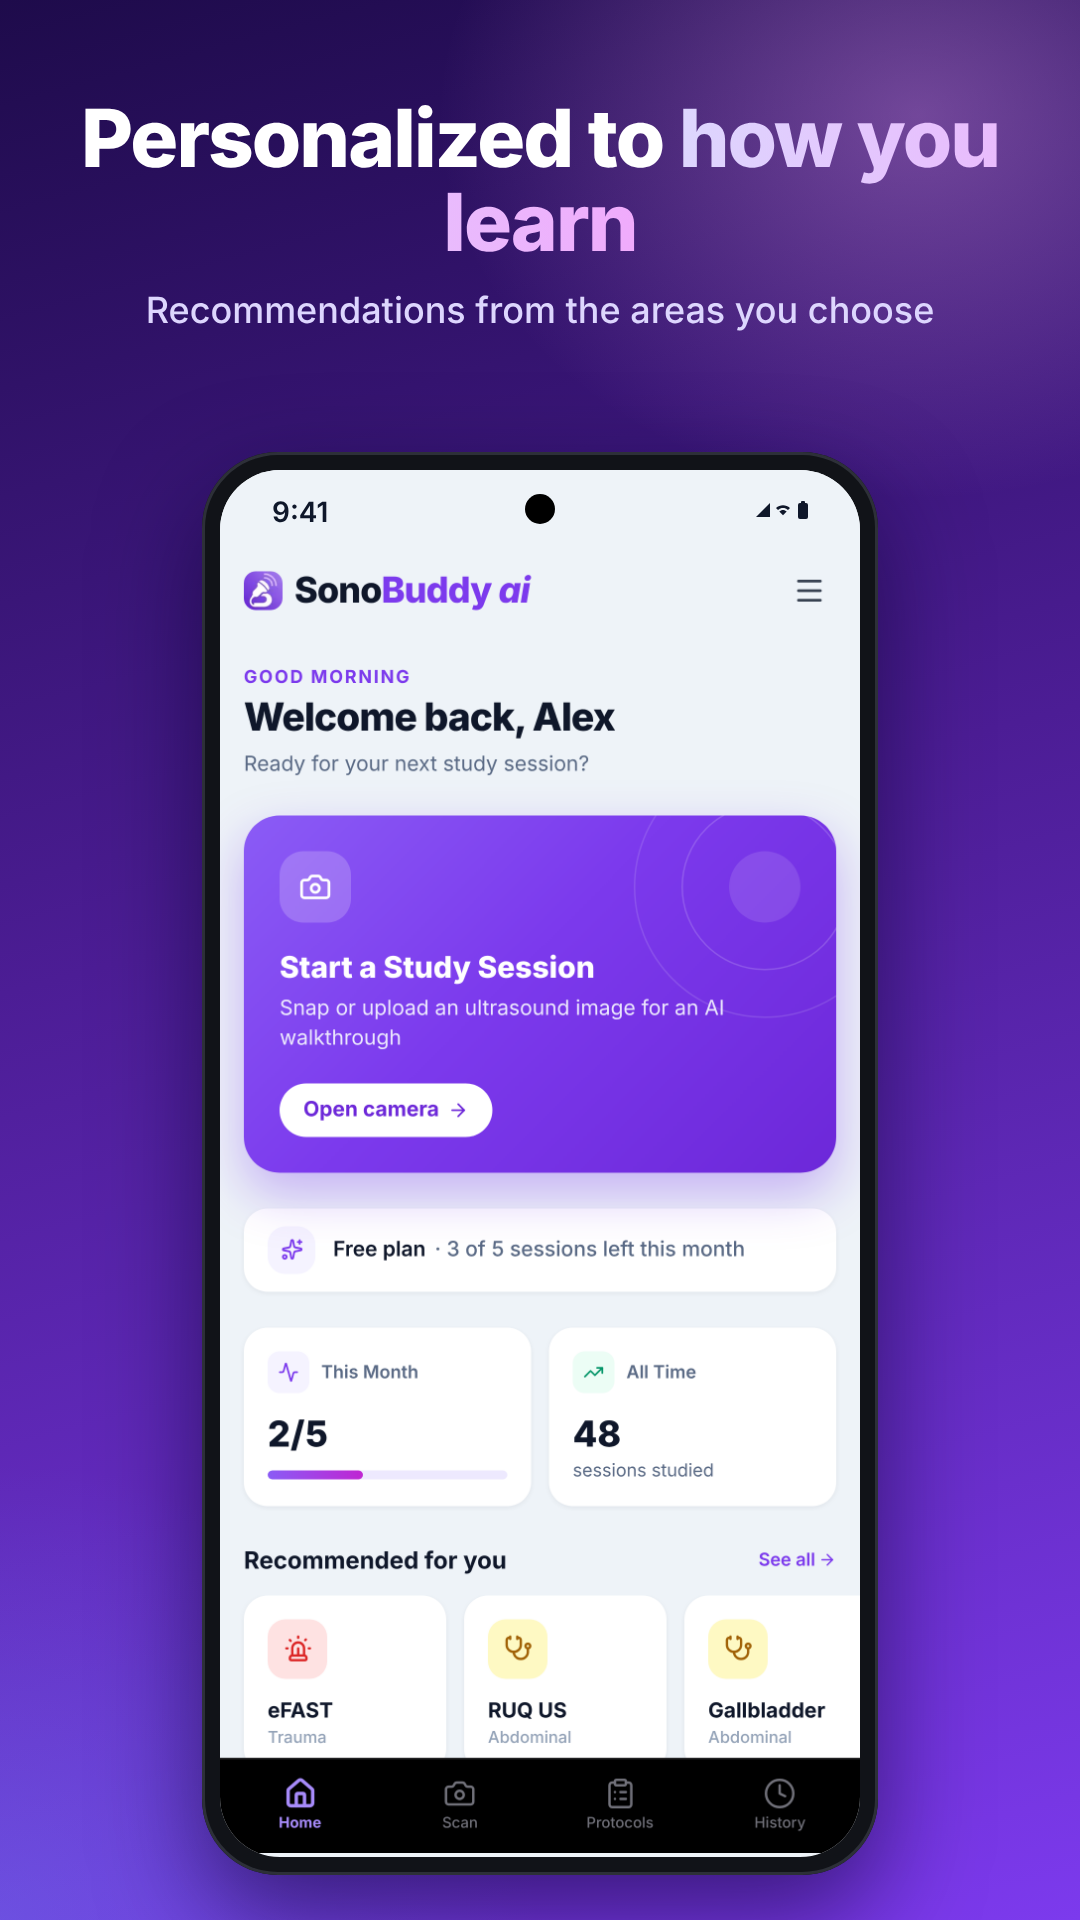 Personalized to how you
learn
Recommendations from the areas you choose
9:41
SonoBuddy ai
GOOD MORNING
Welcome back, Alex
Ready for your next study session?
Start a Study Session
Snap or upload an ultrasound image for an AI
walkthrough
Open camera →
Free plan · 3 of 5 sessions left this month
This Month
2/5
All Time
48
sessions studied
Recommended for you
See all →
eFAST
Trauma
RUQ US
Abdominal
Gallbladder
Abdominal
Home
Scan
Protocols
History